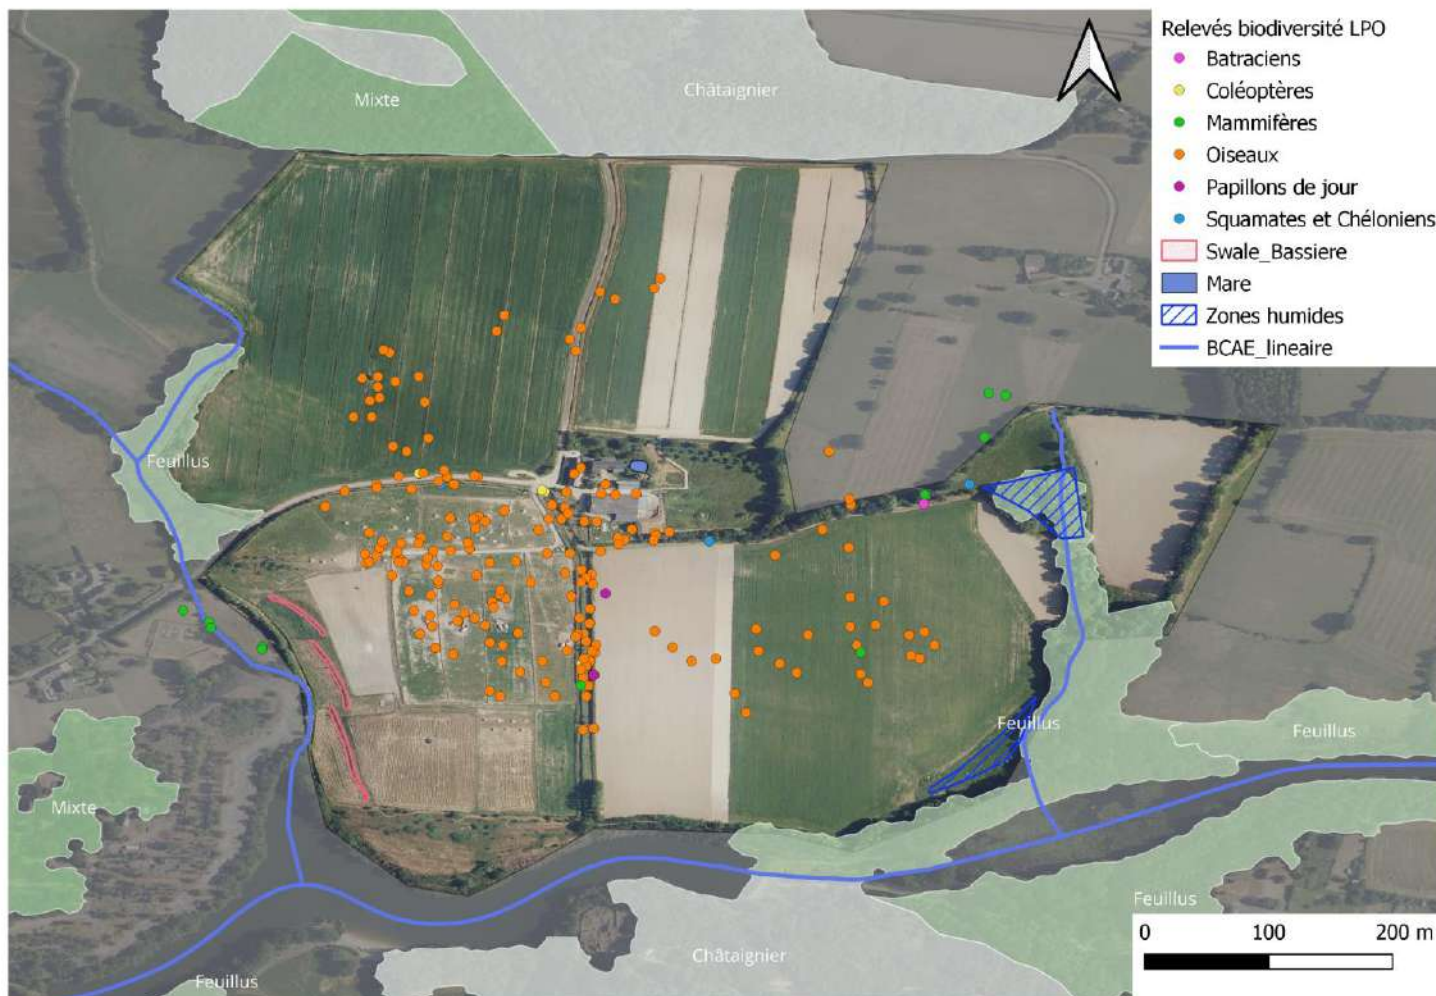 Relevés biodiversité LPO
Batraciens
Coléoptères
Mammifères
Oiseaux
Papillons de jour
Squamates et Chéloniens
Swale_Bassiere
Mare
Zones humides
BCAE_lineaire
Mixte
Châtaignier
Feuillus
Feuillus
Feuillus
Mixte
Feuillus
Châtaignier
Feuillus
0 100 200 m